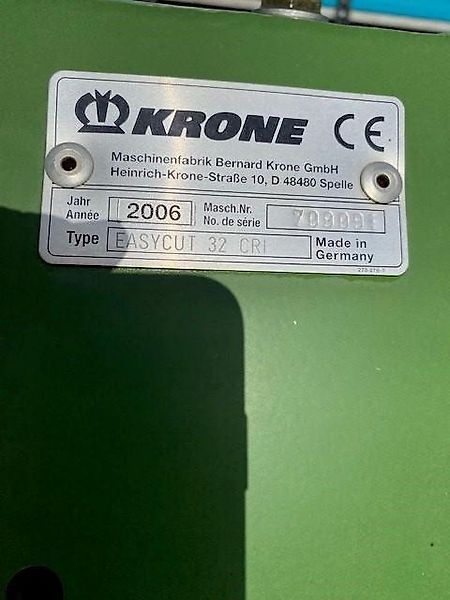 KRONE CE
Maschinenfabrik Bernard Krone GmbH
Heinrich-Krone-Straße 10, D 48480 Spelle
Jahr
Année
2006
Masch.Nr.
No. de série
Type
EASYCUT 32 CRI
Made in
Germany